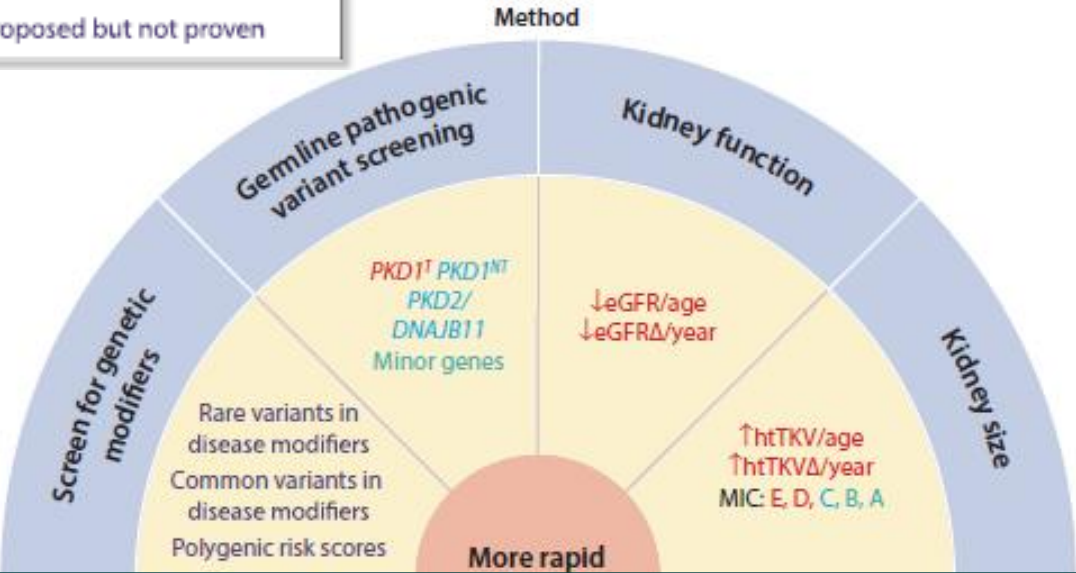 oposed but not proven
Method
Germline pathogenic
variant screening
Kidney function
Screen for genetic
modifiers
Kidney size
PKD1ᵀ PKD1ᴺᵀ
PKD2/
DNAJB11
Minor genes
↓eGFR/age
↓eGFRΔ/year
Rare variants in
disease modifiers
Common variants in
disease modifiers
Polygenic risk scores
↑htTKV/age
↑htTKVΔ/year
MIC: E, D, C, B, A
More rapid